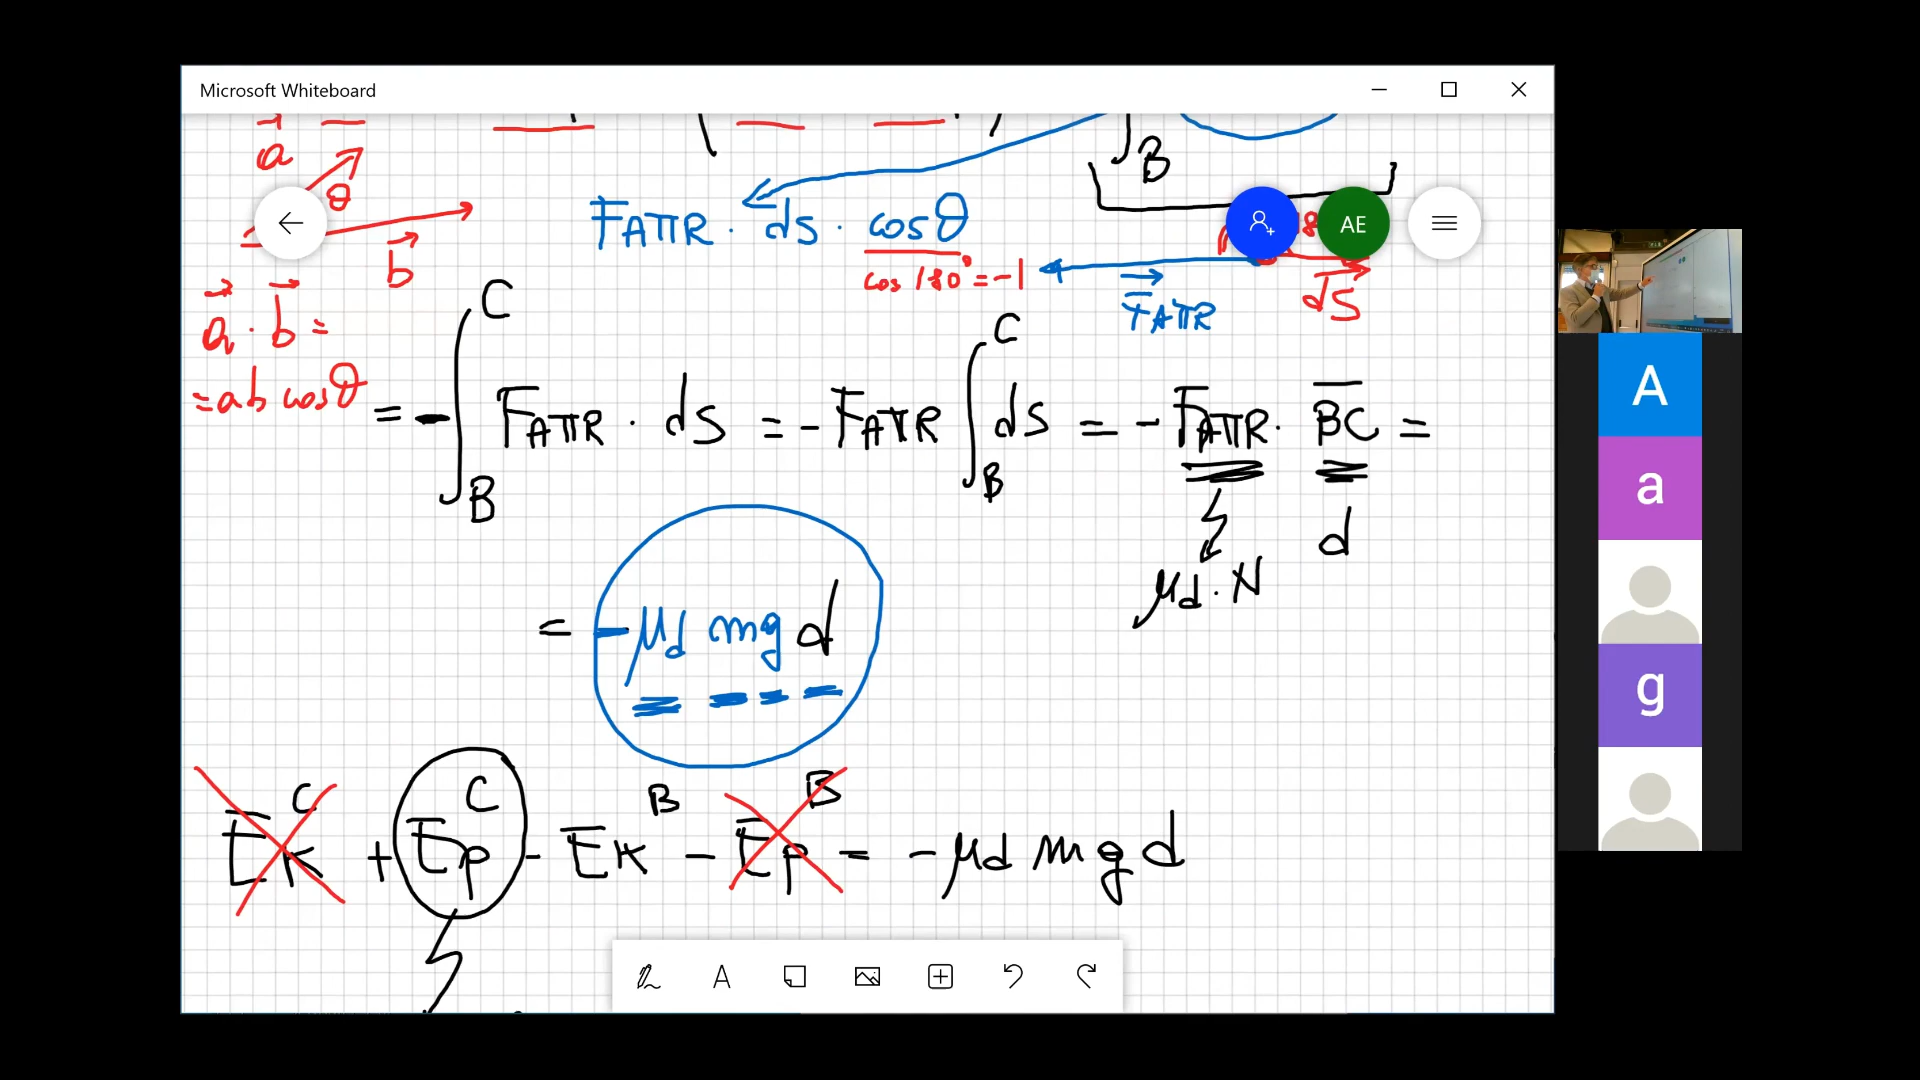 Microsoft Whiteboard
a
θ
b
a · b =
= ab cosθ
B
FATTR · ds · cosθ
cos 180° = -1
AE
FATTR
dS
= - ∫ C B FATTR · ds = - FATTR ∫ C B ds = - FATTR · BC =
μd · N
d
= - μd mg d
Ek C + Ep C - Ek B - Ep B = - μd mg d
A
A
a
g